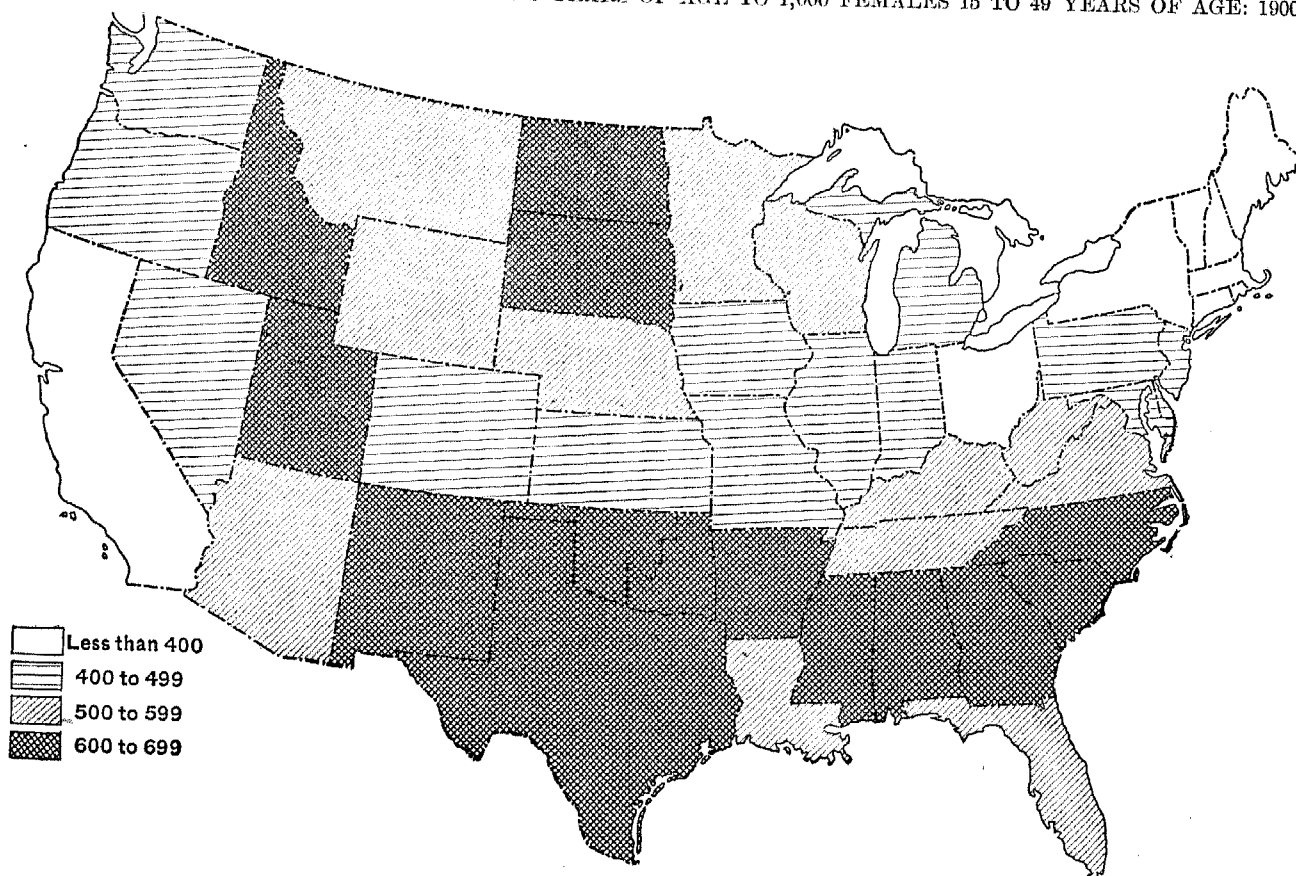 OF AGE TO 1,000 FEMALES 15 TO 49 YEARS OF AGE: 1900
Less than 400
400 to 499
500 to 599
600 to 699